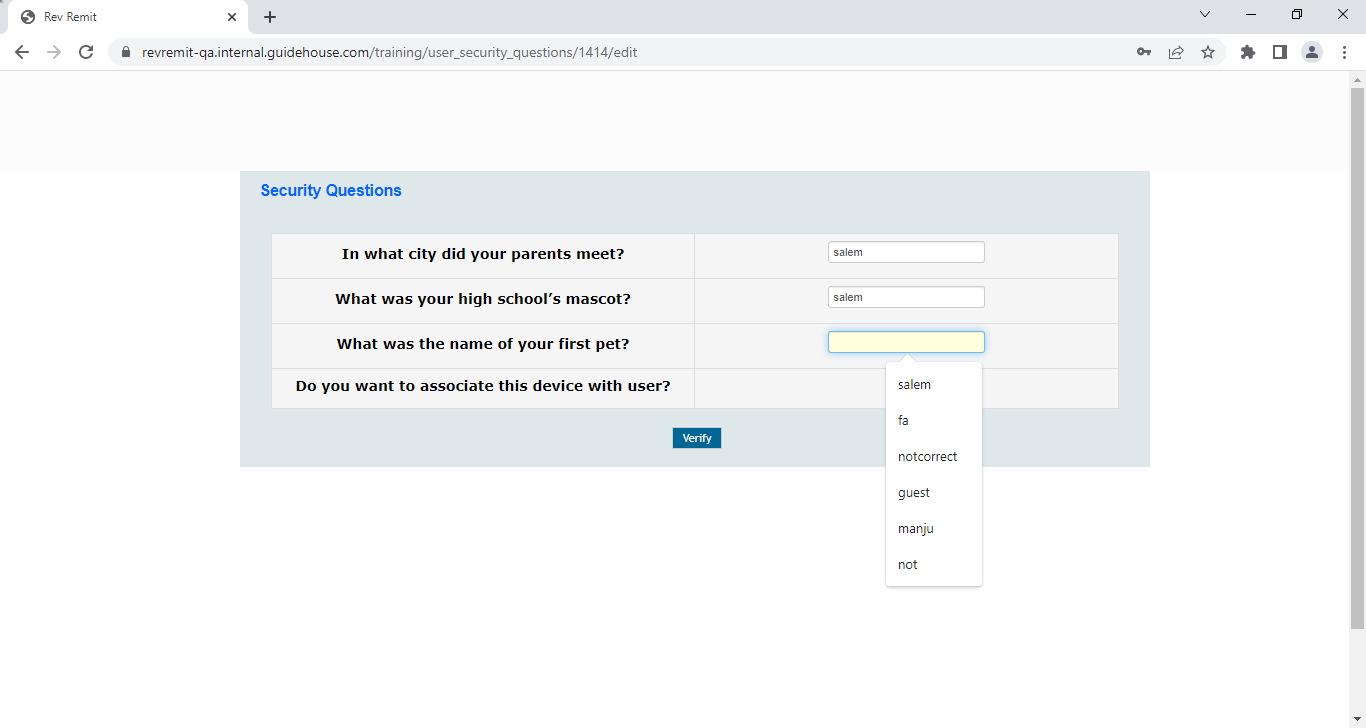 Rev Remit
revremit-qa.internal.guidehouse.com/training/user_security_questions/1414/edit
Security Questions
In what city did your parents meet? salem
What was your high school’s mascot? salem
What was the name of your first pet?
Do you want to associate this device with user?
Verify
salem
fa
notcorrect
guest
manju
not